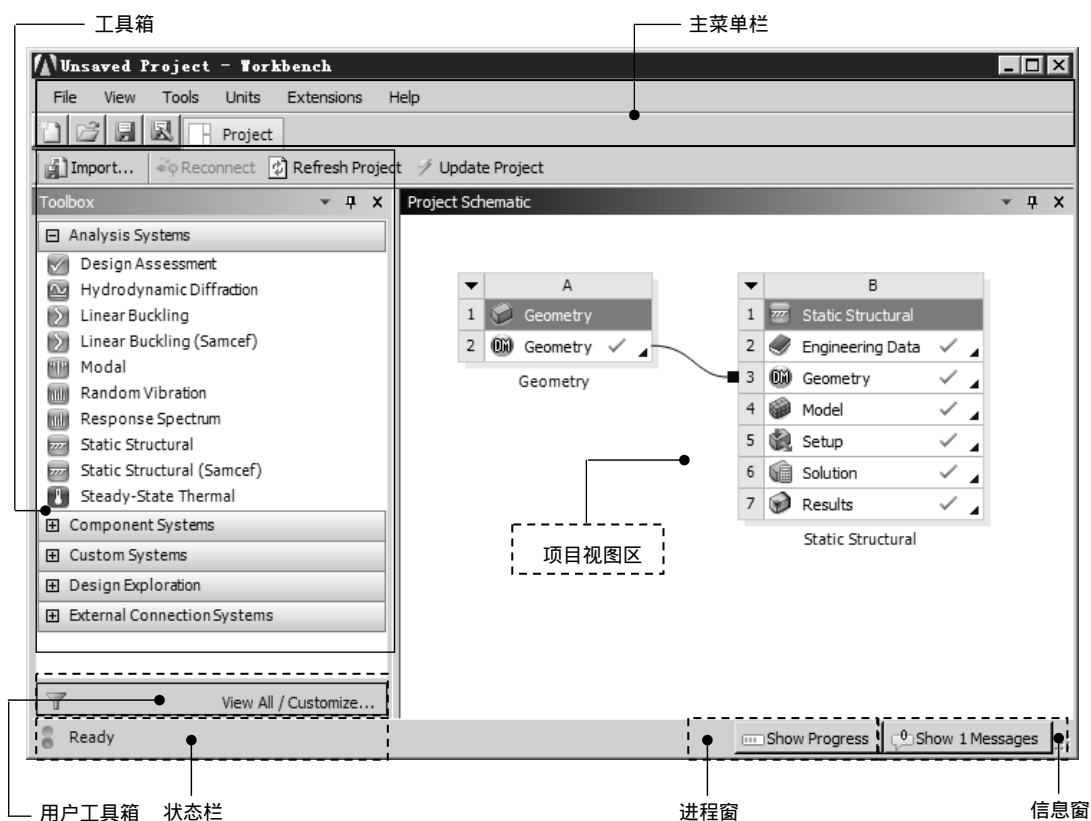 工具箱
主菜单栏
Unsaved Project - Workbench
File View Tools Units Extensions Help
Project
Import... Reconnect Refresh Project Update Project
Toolbox
Analysis Systems
Design Assessment
Hydrodynamic Diffraction
Linear Buckling
Linear Buckling (Samcef)
Modal
Random Vibration
Response Spectrum
Static Structural
Static Structural (Samcef)
Steady-State Thermal
Component Systems
Custom Systems
Design Exploration
External Connection Systems
View All / Customize...
Project Schematic
A
1 Geometry
2 DM Geometry
Geometry
B
1 Static Structural
2 Engineering Data
3 DM Geometry
4 Model
5 Setup
6 Solution
7 Results
Static Structural
项目视图区
Ready
Show Progress
0 Show 1 Messages
用户工具箱
状态栏
进程窗
信息窗